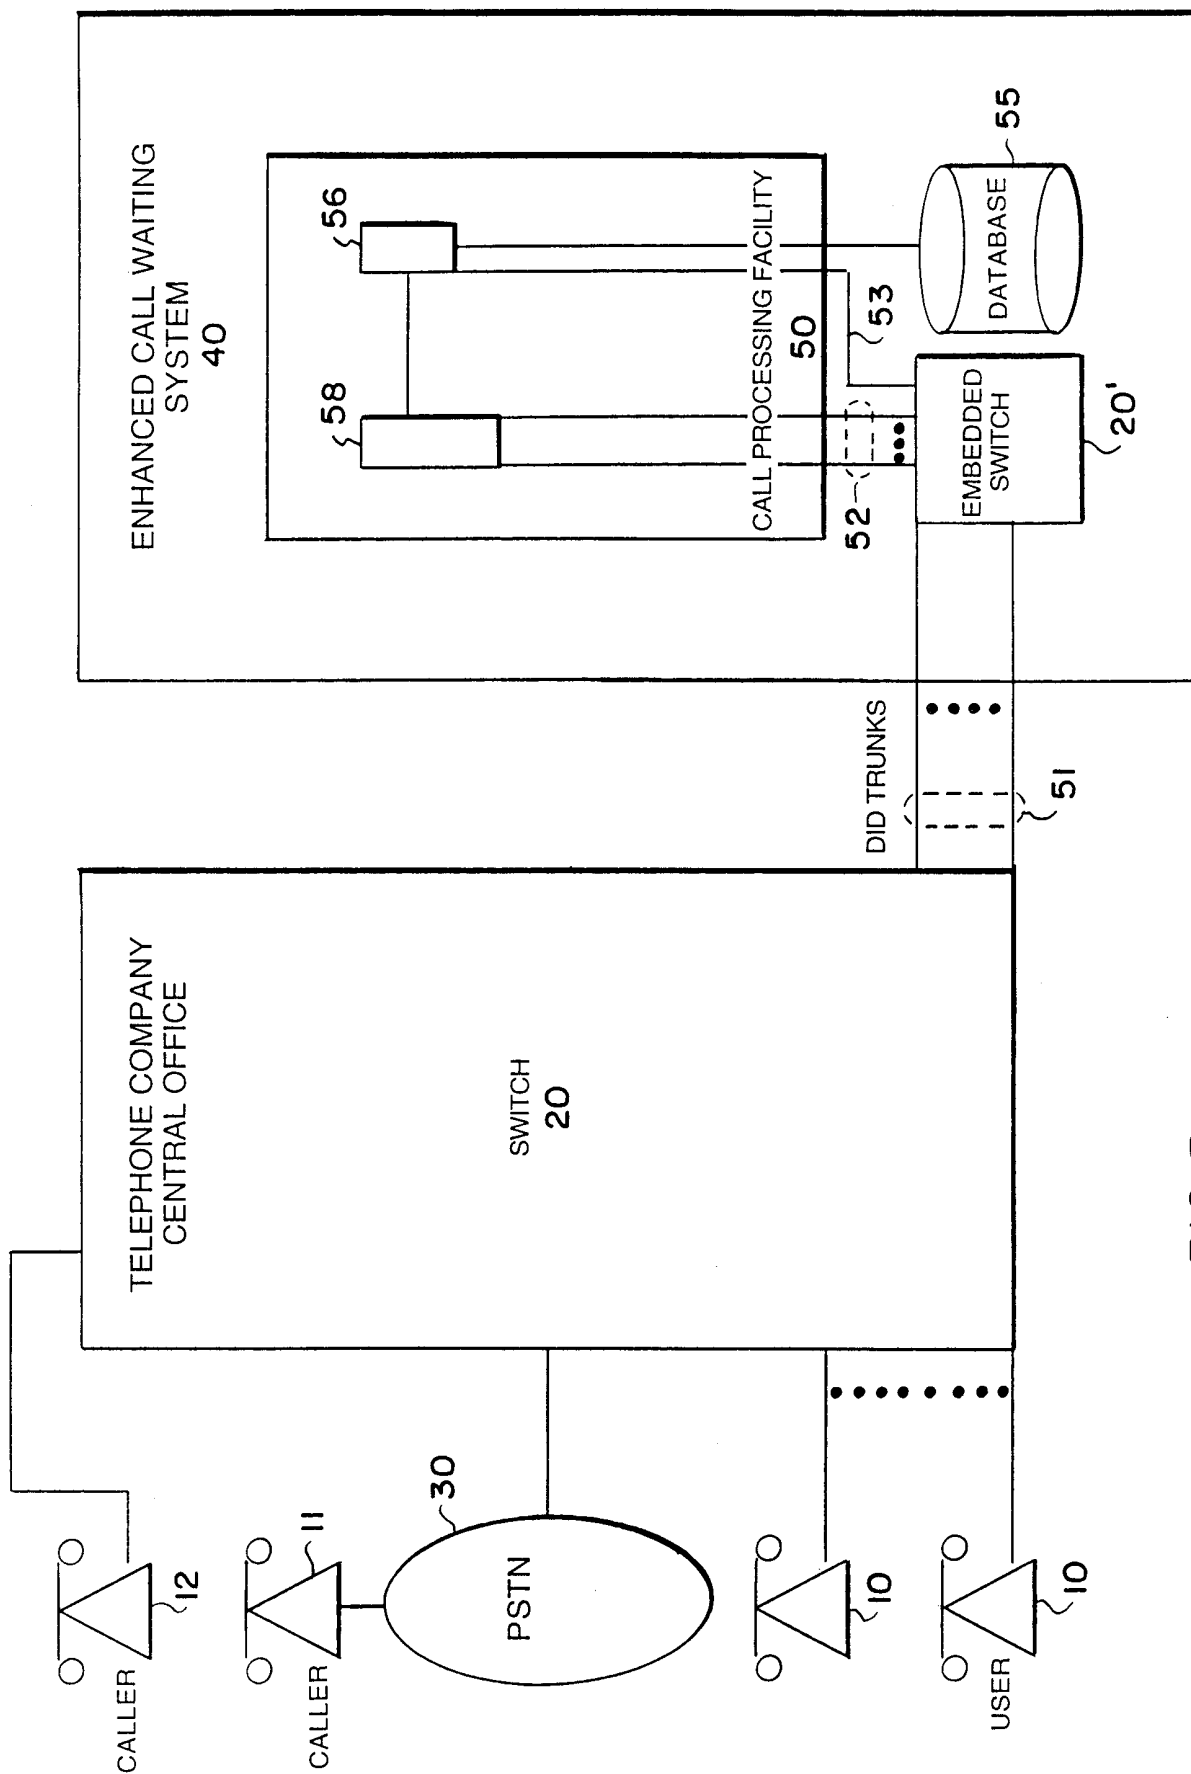 ENHANCED CALL WAITING
SYSTEM
40
56
58
CALL PROCESSING FACILITY
50
52
53
55
DATABASE
EMBEDDED
SWITCH
20'
DID TRUNKS
51
TELEPHONE COMPANY
CENTRAL OFFICE
SWITCH
20
CALLER
12
CALLER
11
PSTN
30
10
USER
10